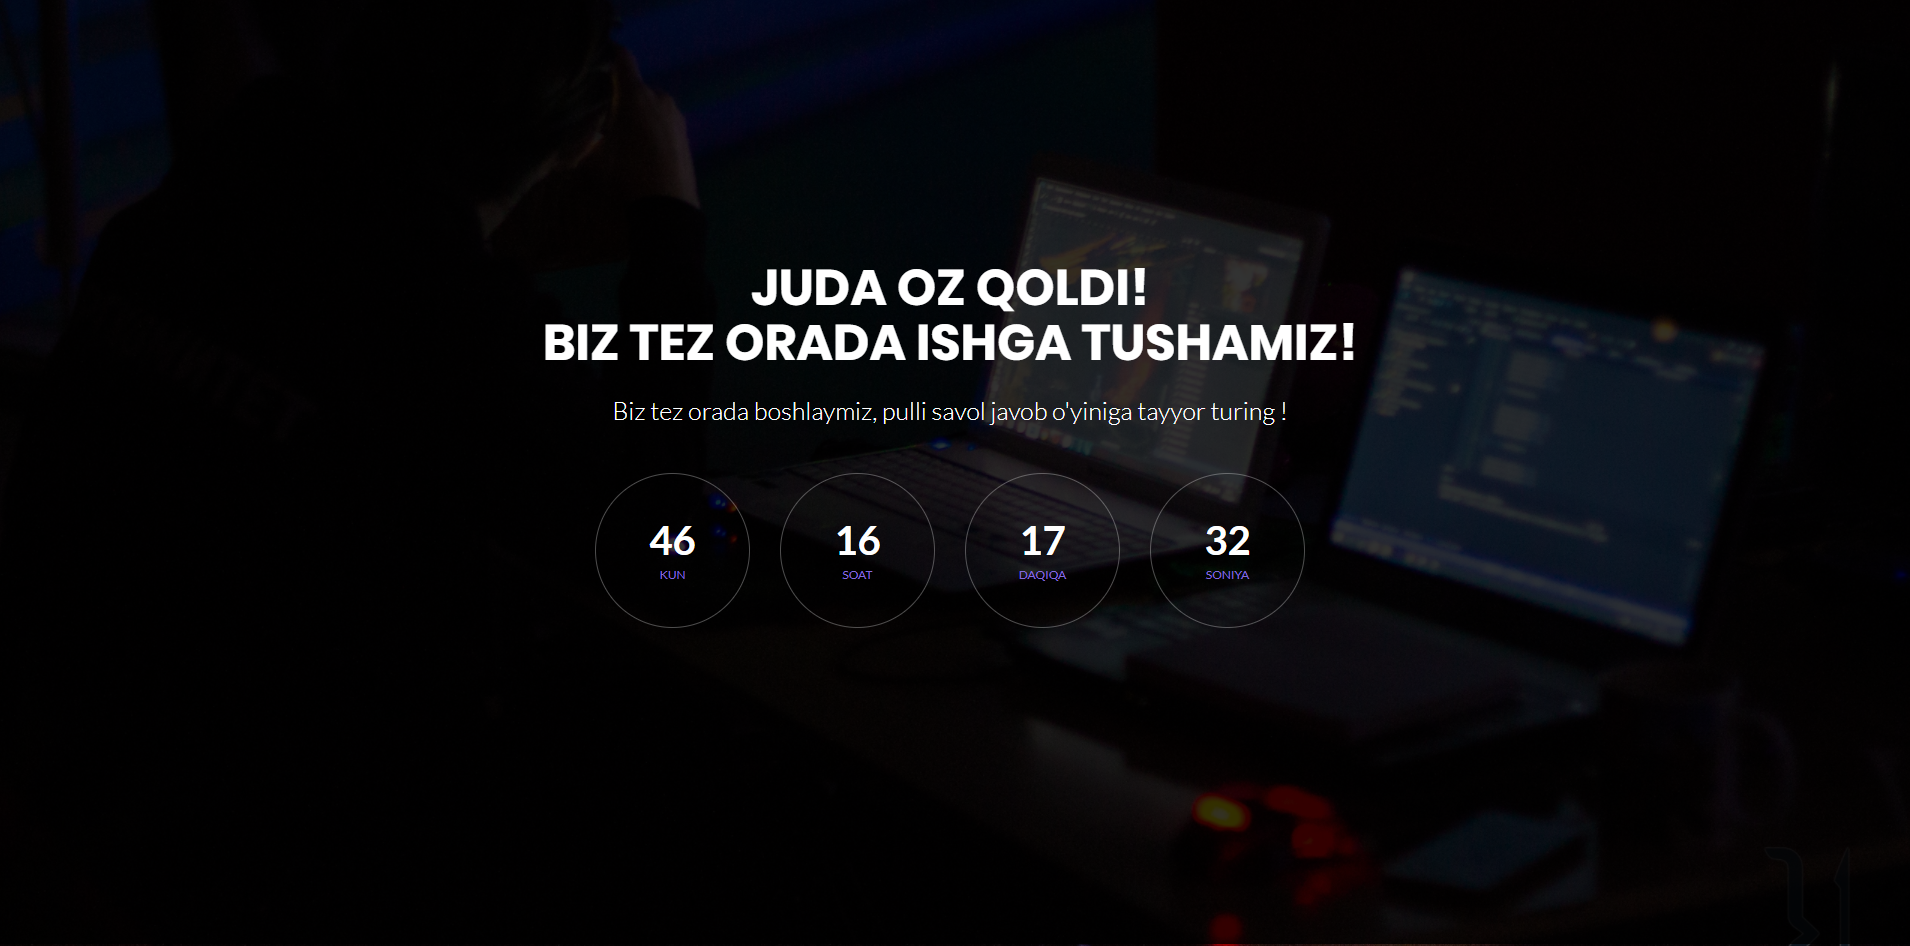 JUDA OZ QOLDI!
BIZ TEZ ORADA ISHGA TUSHAMIZ!
Biz tez orada boshlaymiz, pulli savol javob o'yiniga tayyor turing !
46 16 17 32
KUN SOAT DAQIQA SONIYA